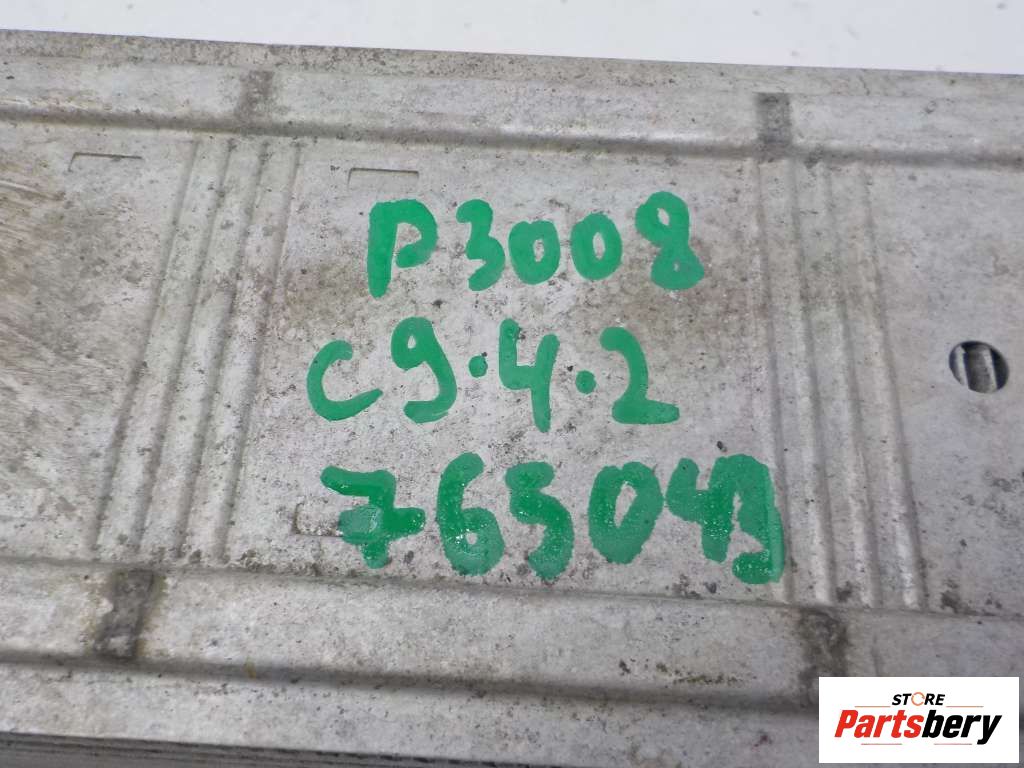 P3008
C9.4.2
765049
STORE
Partsbery